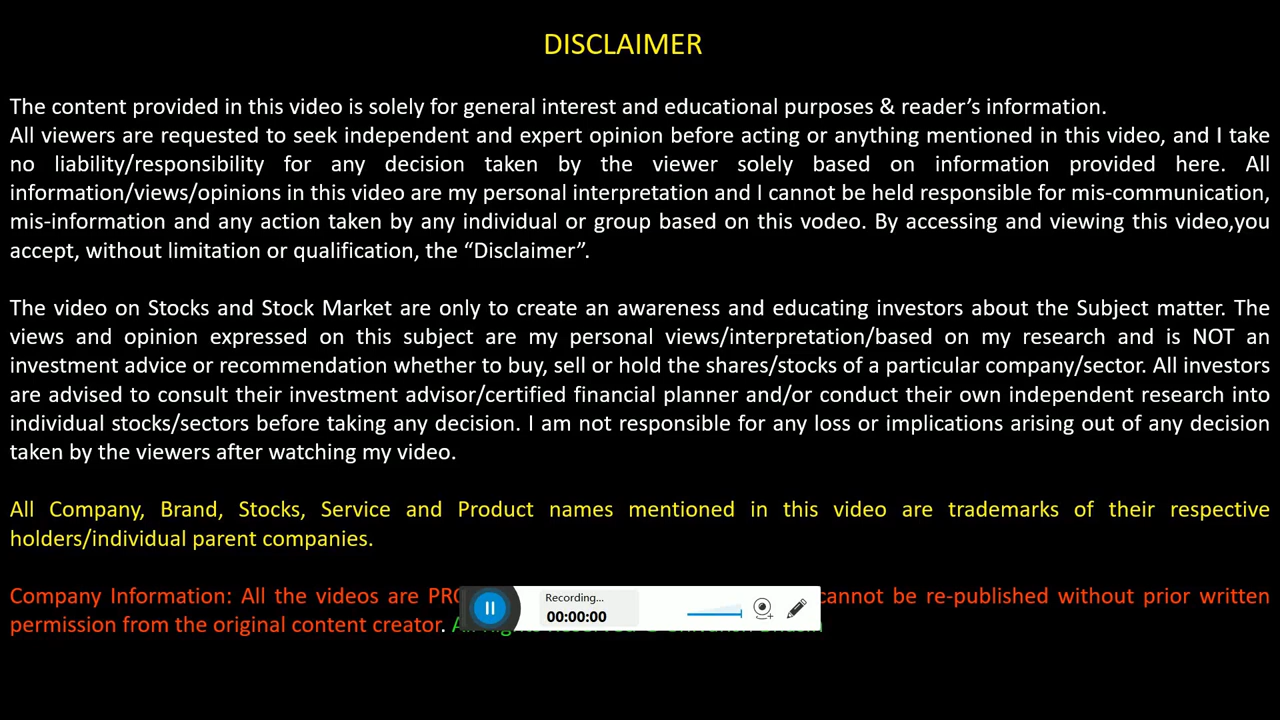 DISCLAIMER
The content provided in this video is solely for general interest and educational purposes & reader’s information.
All viewers are requested to seek independent and expert opinion before acting or anything mentioned in this video, and I take
no liability/responsibility for any decision taken by the viewer solely based on information provided here. All
information/views/opinions in this video are my personal interpretation and I cannot be held responsible for mis-communication,
mis-information and any action taken by any individual or group based on this vodeo. By accessing and viewing this video,you
accept, without limitation or qualification, the “Disclaimer”.
The video on Stocks and Stock Market are only to create an awareness and educating investors about the Subject matter. The
views and opinion expressed on this subject are my personal views/interpretation/based on my research and is NOT an
investment advice or recommendation whether to buy, sell or hold the shares/stocks of a particular company/sector. All investors
are advised to consult their investment advisor/certified financial planner and/or conduct their own independent research into
individual stocks/sectors before taking any decision. I am not responsible for any loss or implications arising out of any decision
taken by the viewers after watching my video.
All Company, Brand, Stocks, Service and Product names mentioned in this video are trademarks of their respective
holders/individual parent companies.
Company Information: All the videos are cannot be re-published without prior written
permission from the original content creator.
Recording...
00:00:00